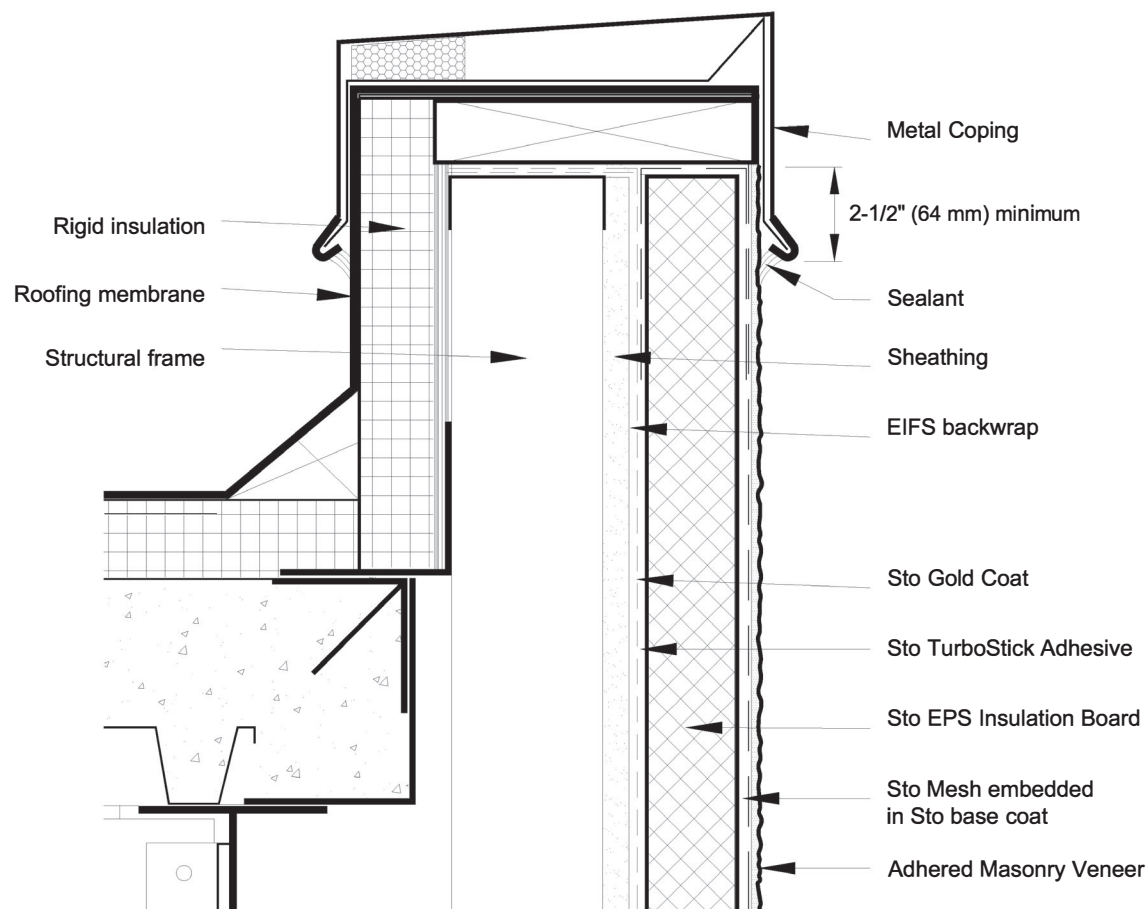 Metal Coping
2-1/2" (64 mm) minimum
Rigid insulation
Roofing membrane
Sealant
Structural frame
Sheathing
EIFS backwrap
Sto Gold Coat
Sto TurboStick Adhesive
Sto EPS Insulation Board
Sto Mesh embedded
in Sto base coat
Adhered Masonry Veneer